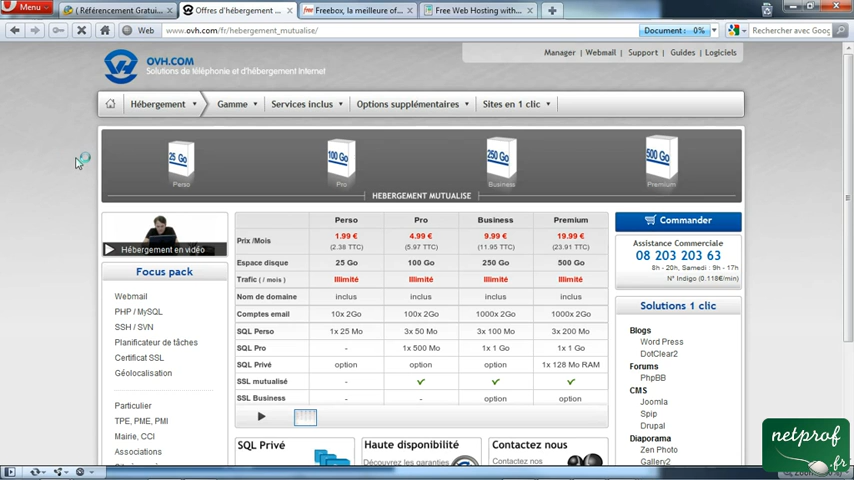 Menu
( Référencement Gratui...
Offres d'hébergement ...
Freebox, la meilleure of...
Free Web Hosting with...
Web
www.ovh.com/fr/hebergement_mutualise/
Document : 0%
Rechercher avec Goog
Manager | Webmail | Support | Guides | Logiciels
OVH.COM
Solutions de téléphonie et d'hébergement Internet
Hébergement
Gamme
Services inclus
Options supplémentaires
Sites en 1 clic
25 Go
100 Go
250 Go
500 Go
Perso
Pro
Business
Premium
HEBERGEMENT MUTUALISE
Hébergement en vidéo
Focus pack
Webmail
PHP / MySQL
SSH / SVN
Planificateur de tâches
Certificat SSL
Géolocalisation
Particulier
TPE, PME, PMI
Mairie, CCI
Associations
Perso Pro Business Premium
Prix /Mois 1.99 € 4.99 € 9.99 € 19.99 €
(2.38 TTC) (5.97 TTC) (11.95 TTC) (23.91 TTC)
Espace disque 25 Go 100 Go 250 Go 500 Go
Trafic ( / mois ) Illimité Illimité Illimité Illimité
Nom de domaine inclus inclus inclus inclus
Comptes email 10x 2Go 100x 2Go 1000x 2Go 1000x 2Go
SQL Perso 1x 25 Mo 3x 50 Mo 3x 100 Mo 3x 200 Mo
SQL Pro - 1x 500 Mo 1x 1 Go 1x 1 Go
SQL Privé option option option 1x 128 Mo RAM
SSL mutualisé -
SSL Business - - option option
SQL Privé
Haute disponibilité
Découvrez les garanties
Contactez nous
Contactez nos
Commander
Assistance Commerciale
08 203 203 63
8h - 20h, Samedi : 9h - 17h
N° Indigo (0.118€/min)
Solutions 1 clic
Blogs
Word Press
DotClear2
Forums
PhpBB
CMS
Joomla
Spip
Drupal
Diaporama
Zen Photo
Gallery2
netprof
.fr